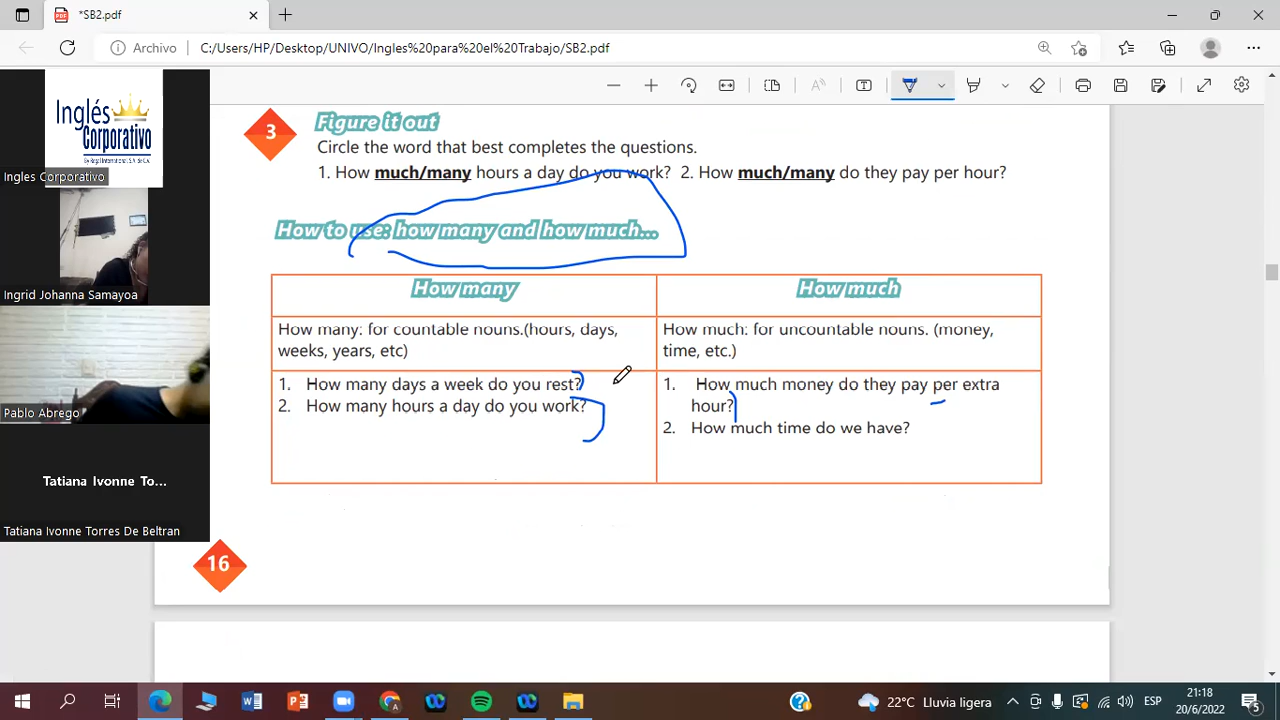 *SB2.pdf
Archivo
C:/Users/HP/Desktop/UNIVO/Ingles%20para%20el%20Trabajo/SB2.pdf
Inglés
Corporativo
Ingles Corporativo
Ingrid Johanna Samayoa
Pablo Abrego
Tatiana Ivonne To...
Tatiana Ivonne Torres De Beltran
3
Figure it out
Circle the word that best completes the questions.
1. How much/many hours a day do you work? 2. How much/many do they pay per hour?
How to use: how many and how much...
How many
How much
How many: for countable nouns.(hours, days,
weeks, years, etc)
How much: for uncountable nouns. (money,
time, etc.)
1. How many days a week do you rest?
2. How many hours a day do you work?
1. How much money do they pay per extra
hour?
2. How much time do we have?
16
22°C Lluvia ligera
ESP
21:18
20/6/2022
5